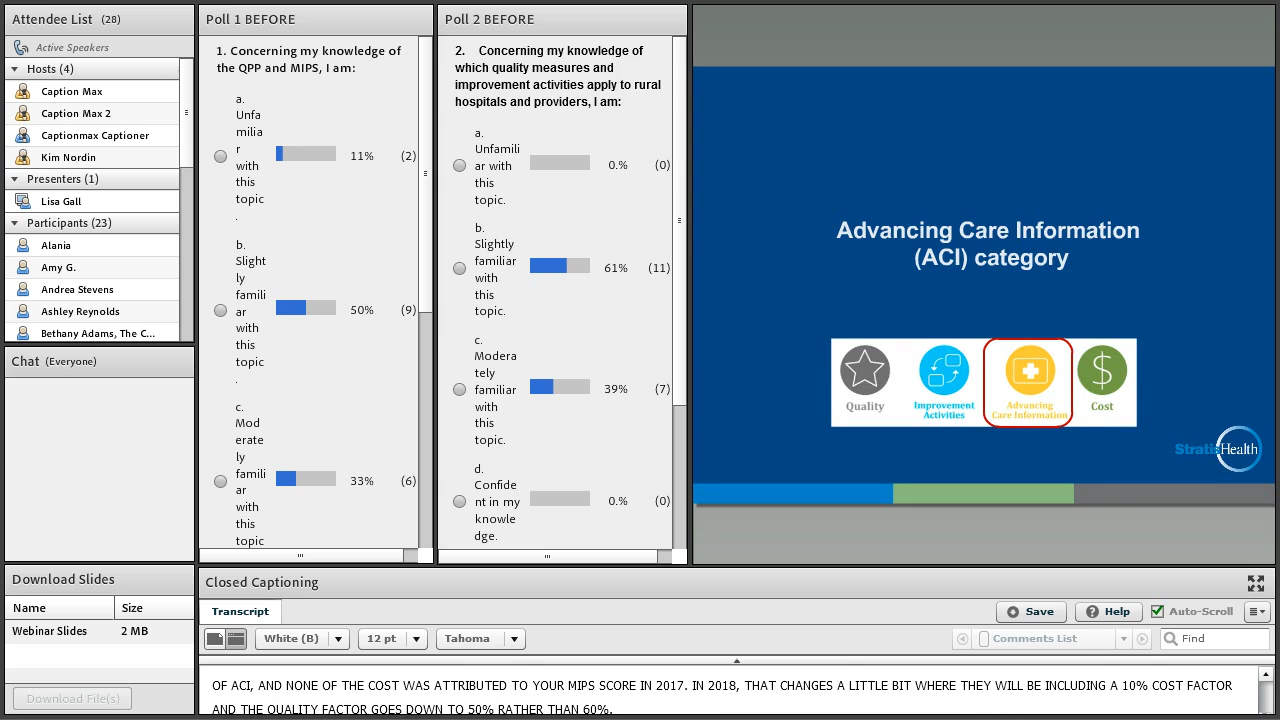 Attendee List (28)
Active Speakers
Hosts (4)
Caption Max
Caption Max 2
Captionmax Captioner
Kim Nordin
Presenters (1)
Lisa Gall
Participants (23)
Alania
Amy G.
Andrea Stevens
Ashley Reynolds
Bethany Adams, The C...
Chat (Everyone)
Download Slides
Name Size
Webinar Slides 2 MB
Download File(s)
Poll 1 BEFORE
1. Concerning my knowledge of
the QPP and MIPS, I am:
a.
Unfa
milia
r
with
this
topic
.
11% (2)
b.
Slight
ly
famili
ar
with
this
topic
.
50% (9)
c.
Mod
erate
ly
famili
ar
with
this
topic
33% (6)
Poll 2 BEFORE
2. Concerning my knowledge of
which quality measures and
improvement activities apply to rural
hospitals and providers, I am:
a.
Unfamili
ar with
this
topic.
0.% (0)
b.
Slightly
familiar
with
this
topic.
61% (11)
c.
Modera
tely
familiar
with
this
topic.
39% (7)
d.
Confide
nt in my
knowle
dge.
0.% (0)
Advancing Care Information
(ACI) category
Quality
Improvement
Activities
Advancing
Care Information
Cost
Stratis Health
Closed Captioning
Transcript
Save
Help
Auto-Scroll
White (B)
12 pt
Tahoma
Comments List
Find
OF ACI, AND NONE OF THE COST WAS ATTRIBUTED TO YOUR MIPS SCORE IN 2017. IN 2018, THAT CHANGES A LITTLE BIT WHERE THEY WILL BE INCLUDING A 10% COST FACTOR
AND THE QUALITY FACTOR GOES DOWN TO 50% RATHER THAN 60%.